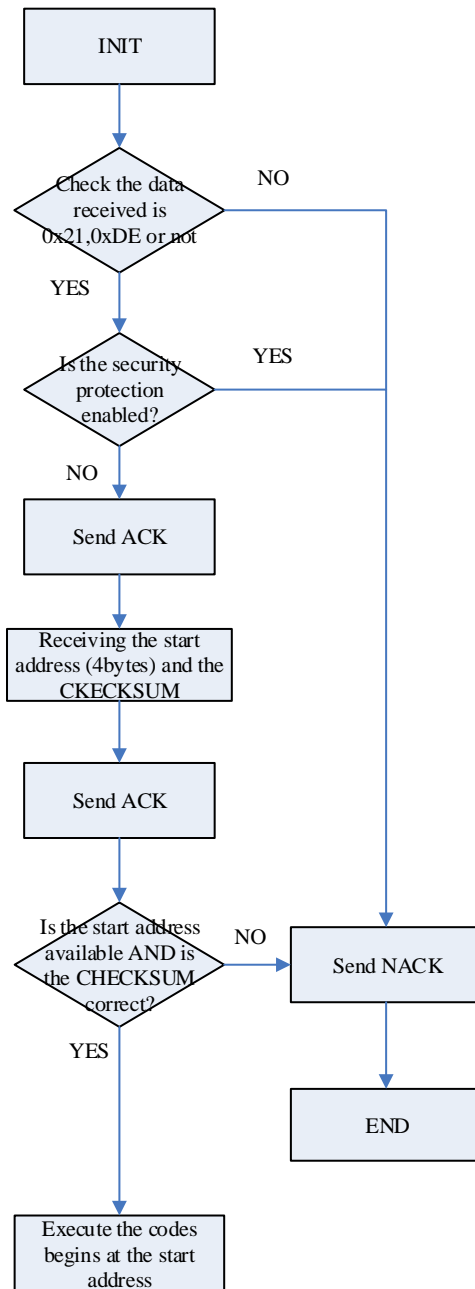 INIT
Check the data
received is
0x21,0xDE or not
NO
YES
Is the security
protection
enabled?
YES
NO
Send ACK
Receiving the start
address (4bytes) and the
CKECKSUM
Send ACK
Is the start address
available AND is
the CHECKSUM
correct?
NO
Send NACK
YES
END
Execute the codes
begins at the start
address